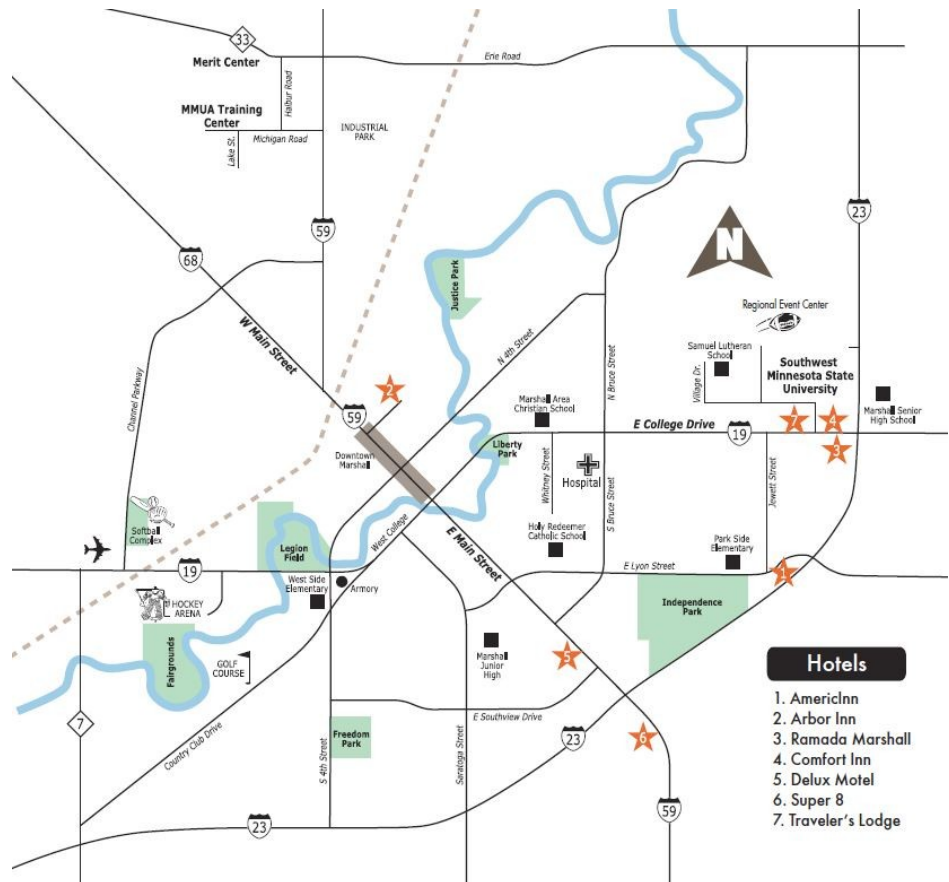 33
Merit Center
Erie Road
Halbur Road
MMUA Training
Center
Lake St.
Michigan Road
INDUSTRIAL
PARK
59
23
68
N
Justice Park
Regional Event Center
W Main Street
N 4th Street
N Bruce Street
Samuel Lutheran
School
Village Dr.
Southwest
Minnesota State
University
Channel Parkway
2
Marshall Area
Christian School
Marshall Senior
High School
59
7
4
E College Drive
19
3
Liberty
Park
Downtown
Marshall
Whitney Street
Hospital
Jewett Street
S Bruce Street
Softball
Complex
Legion
Field
West College
E Main Street
Holy Redeemer
Catholic School
Park Side
Elementary
19
West Side
Elementary
Armory
E Lyon Street
1
HOCKEY
ARENA
Independence
Park
Fairgrounds
GOLF
COURSE
Marshall
Junior
High
5
7
Country Club Drive
S 4th Street
Freedom
Park
Saratoga Street
E Southview Drive
23
6
23
59
Hotels
1. AmericInn
2. Arbor Inn
3. Ramada Marshall
4. Comfort Inn
5. Delux Motel
6. Super 8
7. Traveler's Lodge